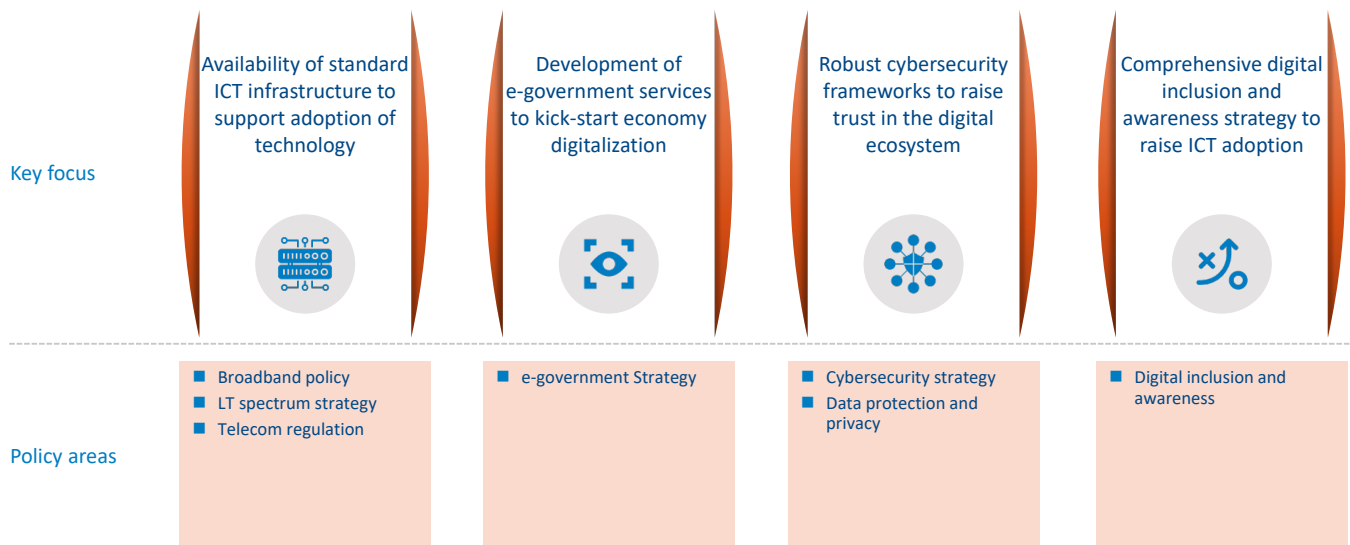 Key focus
Availability of standard
ICT infrastructure to
support adoption of
technology
Development of
e-government services
to kick-start economy
digitalization
Robust cybersecurity
frameworks to raise
trust in the digital
ecosystem
Comprehensive digital
inclusion and
awareness strategy to
raise ICT adoption
Policy areas
Broadband policy
LT spectrum strategy
Telecom regulation
e-government Strategy
Cybersecurity strategy
Data protection and
privacy
Digital inclusion and
awareness